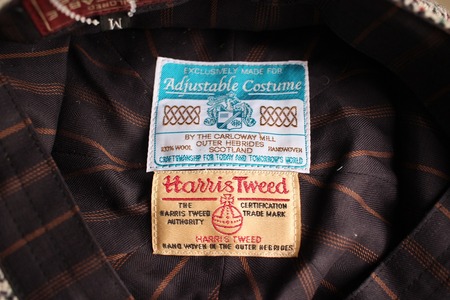 M
EXCLUSIVELY MADE FOR
Adjustable Costume
BY THE CARLOWAY MILL
OUTER HEBRIDES
100% WOOL SCOTLAND HANDWOVEN
CRAFTSMANSHIP FOR TODAY AND TOMORROW'S WORLD
Harris Tweed
THE CERTIFICATION
HARRIS TWEED TRADE MARK
AUTHORITY
HARRIS TWEED
HAND WOVEN IN THE OUTER HEBRIDES